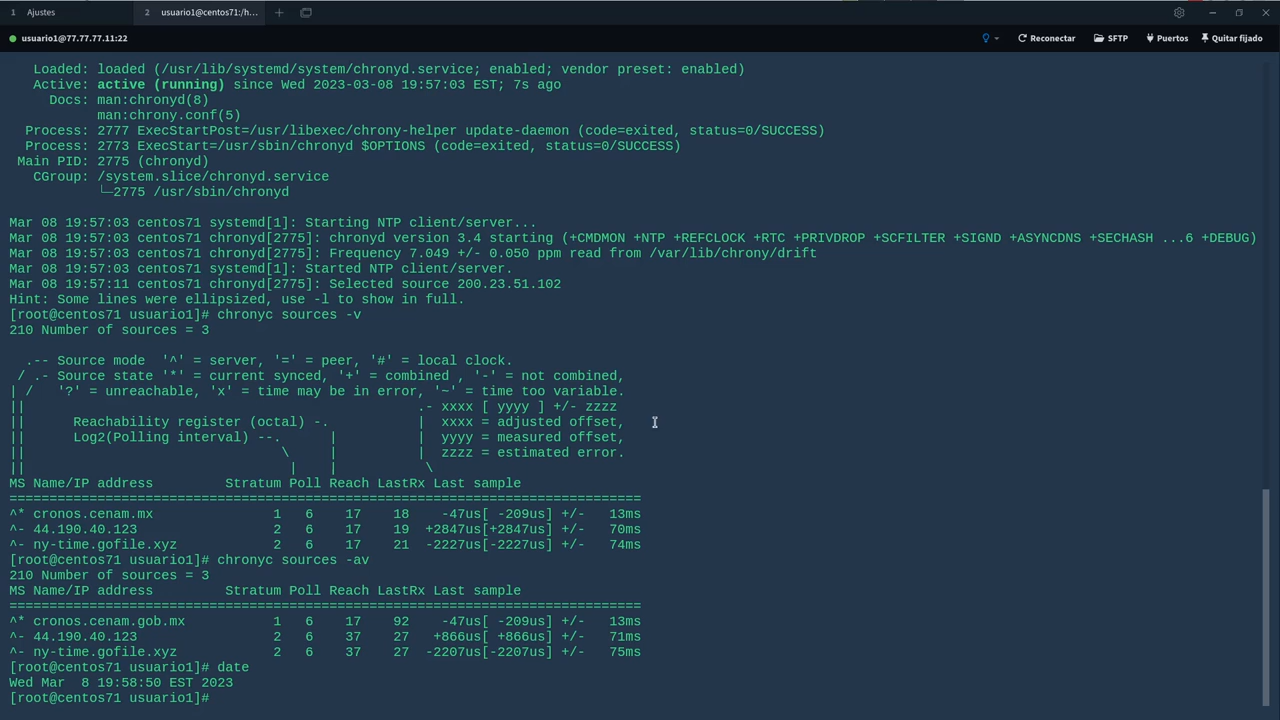 1 Ajustes 2 usuario1@centos71:/h...
usuario1@77.77.77.11:22 Reconectar SFTP Puertos Quitar fijado
   Loaded: loaded (/usr/lib/systemd/system/chronyd.service; enabled; vendor preset: enabled)
   Active: active (running) since Wed 2023-03-08 19:57:03 EST; 7s ago
     Docs: man:chronyd(8)
           man:chrony.conf(5)
  Process: 2777 ExecStartPost=/usr/libexec/chrony-helper update-daemon (code=exited, status=0/SUCCESS)
  Process: 2773 ExecStart=/usr/sbin/chronyd $OPTIONS (code=exited, status=0/SUCCESS)
 Main PID: 2775 (chronyd)
   CGroup: /system.slice/chronyd.service
           └─2775 /usr/sbin/chronyd
Mar 08 19:57:03 centos71 systemd[1]: Starting NTP client/server...
Mar 08 19:57:03 centos71 chronyd[2775]: chronyd version 3.4 starting (+CMDMON +NTP +REFCLOCK +RTC +PRIVDROP +SCFILTER +SIGND +ASYNCDNS +SECHASH ...6 +DEBUG)
Mar 08 19:57:03 centos71 chronyd[2775]: Frequency 7.049 +/- 0.050 ppm read from /var/lib/chrony/drift
Mar 08 19:57:03 centos71 systemd[1]: Started NTP client/server.
Mar 08 19:57:11 centos71 chronyd[2775]: Selected source 200.23.51.102
Hint: Some lines were ellipsized, use -l to show in full.
[root@centos71 usuario1]# chronyc sources -v
210 Number of sources = 3
  .-- Source mode  '^' = server, '=' = peer, '#' = local clock.
 / .- Source state '*' = current synced, '+' = combined , '-' = not combined,
| /   '?' = unreachable, 'x' = time may be in error, '~' = time too variable.
||                                                 .- xxxx [ yyyy ] +/- zzzz
||      Reachability register (octal) -.           |  xxxx = adjusted offset,
||      Log2(Polling interval) --.      |          |  yyyy = measured offset,
||                                \     |          |  zzzz = estimated error.
||                                 |    |           \
MS Name/IP address         Stratum Poll Reach LastRx Last sample
===============================================================================
^* cronos.cenam.mx               1   6    17    18    -47us[ -209us] +/-   13ms
^- 44.190.40.123                 2   6    17    19  +2847us[+2847us] +/-   70ms
^- ny-time.gofile.xyz            2   6    17    21  -2227us[-2227us] +/-   74ms
[root@centos71 usuario1]# chronyc sources -av
210 Number of sources = 3
MS Name/IP address         Stratum Poll Reach LastRx Last sample
===============================================================================
^* cronos.cenam.gob.mx           1   6    17    92    -47us[ -209us] +/-   13ms
^- 44.190.40.123                 2   6    37    27   +866us[ +866us] +/-   71ms
^- ny-time.gofile.xyz            2   6    37    27  -2207us[-2207us] +/-   75ms
[root@centos71 usuario1]# date
Wed Mar  8 19:58:50 EST 2023
[root@centos71 usuario1]#